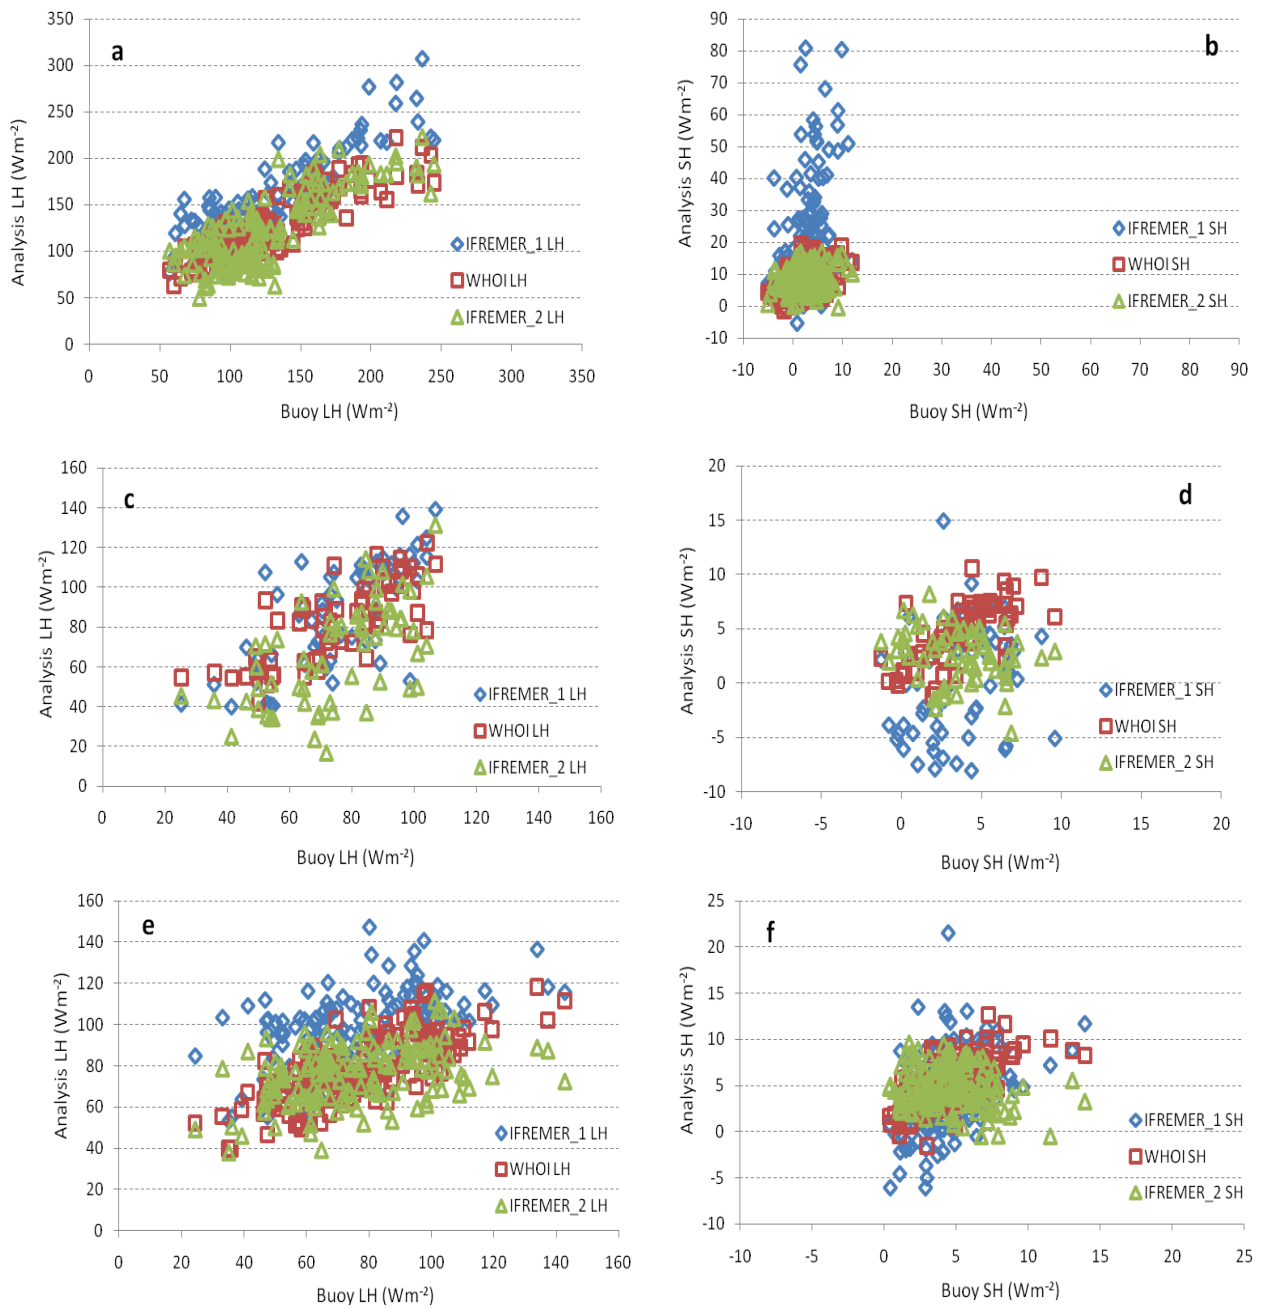 a
Analysis LH (Wm⁻²)
350
300
250
200
150
100
50
0
0 50 100 150 200 250 300 350
Buoy LH (Wm⁻²)
IFREMER_1 LH
WHOI LH
IFREMER_2 LH
b
Analysis SH (Wm⁻²)
90
80
70
60
50
40
30
20
10
0
-10
-10 0 10 20 30 40 50 60 70 80 90
Buoy SH (Wm⁻²)
IFREMER_1 SH
WHOI SH
IFREMER_2 SH
c
Analysis LH (Wm⁻²)
160
140
120
100
80
60
40
20
0
0 20 40 60 80 100 120 140 160
Buoy LH (Wm⁻²)
IFREMER_1 LH
WHOI LH
IFREMER_2 LH
d
Analysis SH (Wm⁻²)
20
15
10
5
0
-5
-10
-10 -5 0 5 10 15 20
Buoy SH (Wm⁻²)
IFREMER_1 SH
WHOI SH
IFREMER_2 SH
e
Analysis LH (Wm⁻²)
160
140
120
100
80
60
40
20
0
0 20 40 60 80 100 120 140 160
Buoy LH (Wm⁻²)
IFREMER_1 LH
WHOI LH
IFREMER_2 LH
f
Analysis SH (Wm⁻²)
25
20
15
10
5
0
-5
-10
-10 -5 0 5 10 15 20 25
Buoy SH (Wm⁻²)
IFREMER_1 SH
WHOI SH
IFREMER_2 SH